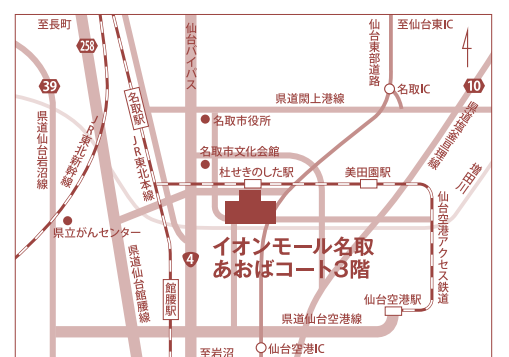 至長町
仙台バイパス
仙台東部道路
至仙台東IC
258
39
10
名取IC
県道閖上港線
名取駅
県道仙台岩沼線
JR東北新幹線
JR東北本線
名取市役所
県道塩釜亘理線
増田川
名取市文化会館
杜せきのした駅
美田園駅
県立がんセンター
仙台空港アクセス鉄道
イオンモール名取
あおばコート3階
4
県道仙台館腰線
館腰駅
仙台空港駅
県道仙台空港線
至岩沼
仙台空港IC